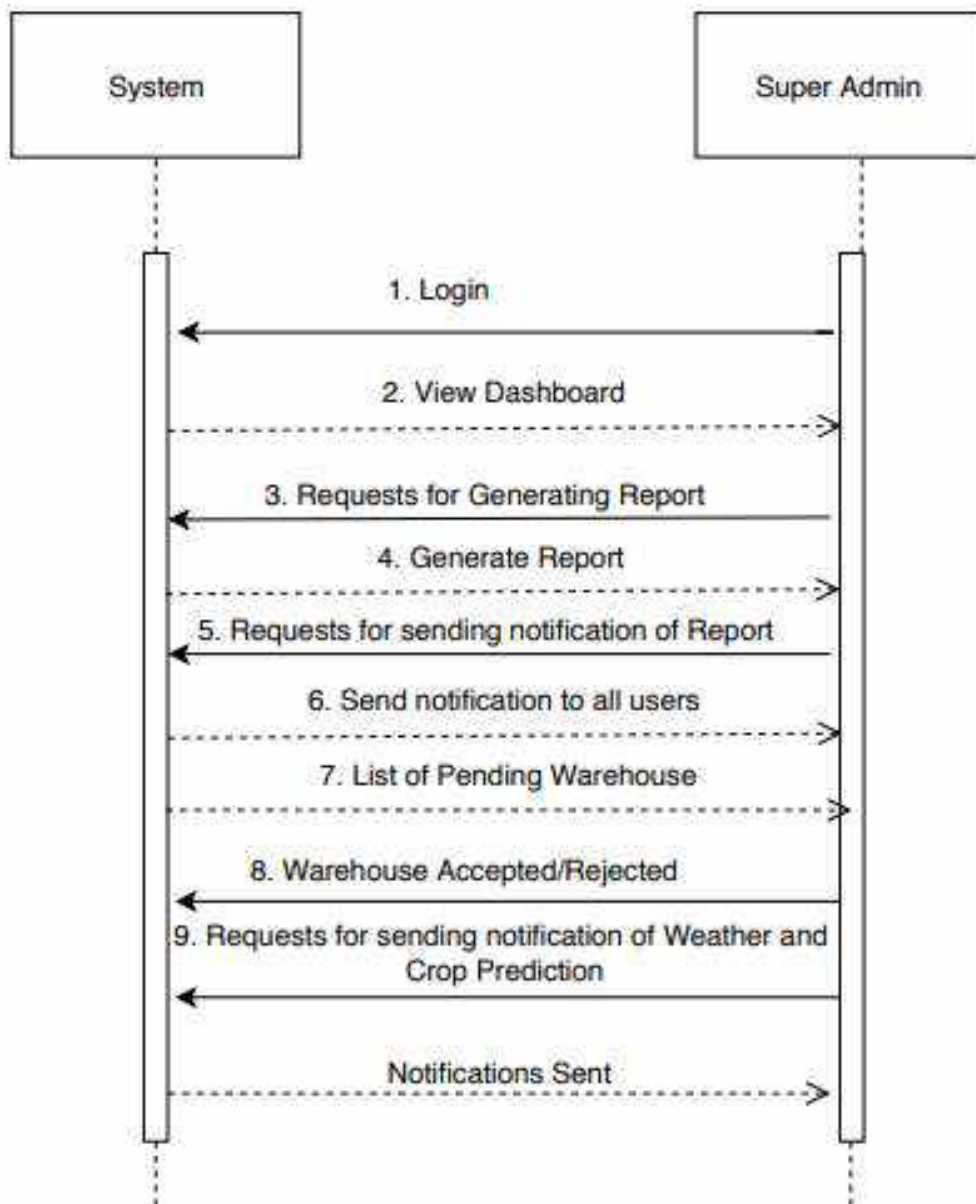 System
Super Admin
1. Login
2. View Dashboard
3. Requests for Generating Report
4. Generate Report
5. Requests for sending notification of Report
6. Send notification to all users
7. List of Pending Warehouse
8. Warehouse Accepted/Rejected
9. Requests for sending notification of Weather and
Crop Prediction
Notifications Sent